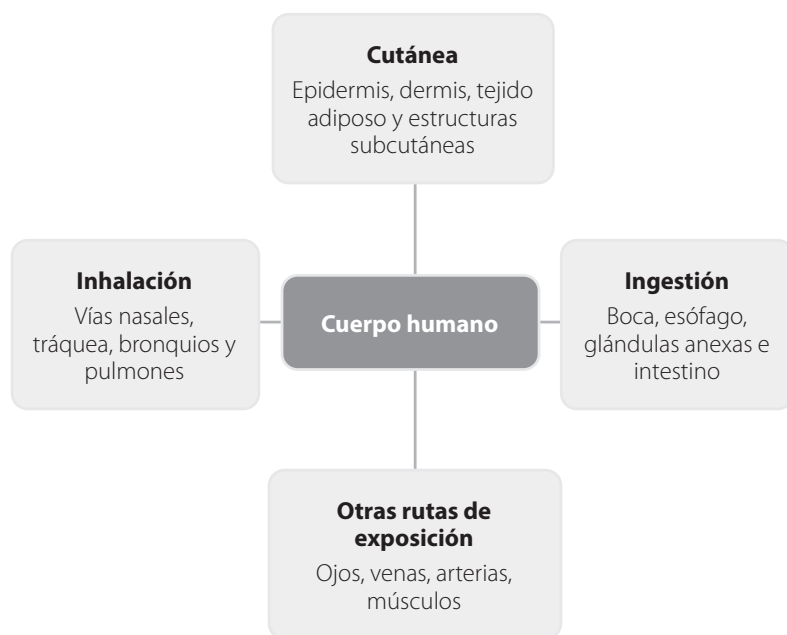 Cutánea
Epidermis, dermis, tejido
adiposo y estructuras
subcutáneas
Inhalación
Vías nasales,
tráquea, bronquios y
pulmones
Cuerpo humano
Ingestión
Boca, esófago,
glándulas anexas e
intestino
Otras rutas de
exposición
Ojos, venas, arterias,
músculos